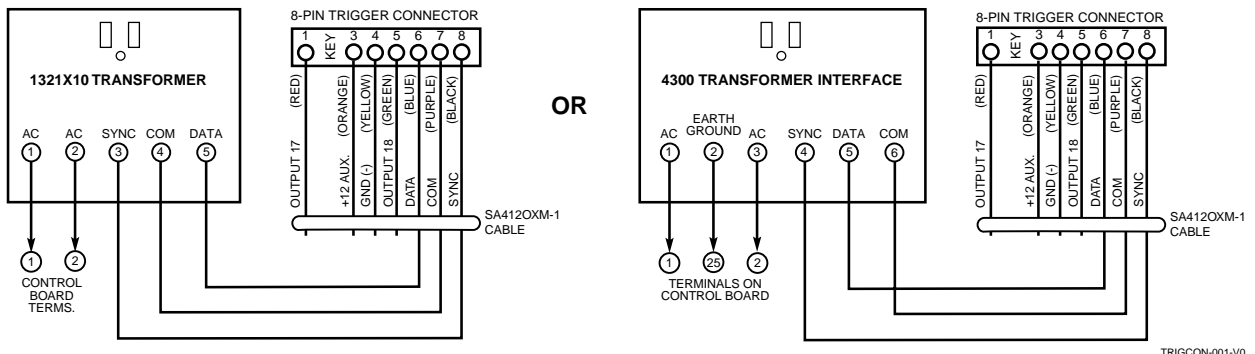 8-PIN TRIGGER CONNECTOR
1 KEY 3 4 5 6 7 8
1321X10 TRANSFORMER
(RED) (ORANGE) (YELLOW) (GREEN) (BLUE) (PURPLE) (BLACK)
AC AC SYNC COM DATA
1 2 3 4 5
OUTPUT 17 +12 AUX. GND (-) OUTPUT 18 DATA COM SYNC
SA412OXM-1
CABLE
1 2
CONTROL
BOARD
TERMS.
OR
8-PIN TRIGGER CONNECTOR
1 KEY 3 4 5 6 7 8
4300 TRANSFORMER INTERFACE
(RED) (ORANGE) (YELLOW) (GREEN) (BLUE) (PURPLE) (BLACK)
AC EARTH GROUND AC SYNC DATA COM
1 2 3 4 5 6
OUTPUT 17 +12 AUX. GND (-) OUTPUT 18 DATA COM SYNC
SA412OXM-1
CABLE
1 25 2
TERMINALS ON
CONTROL BOARD
TRIGCON-001-V0